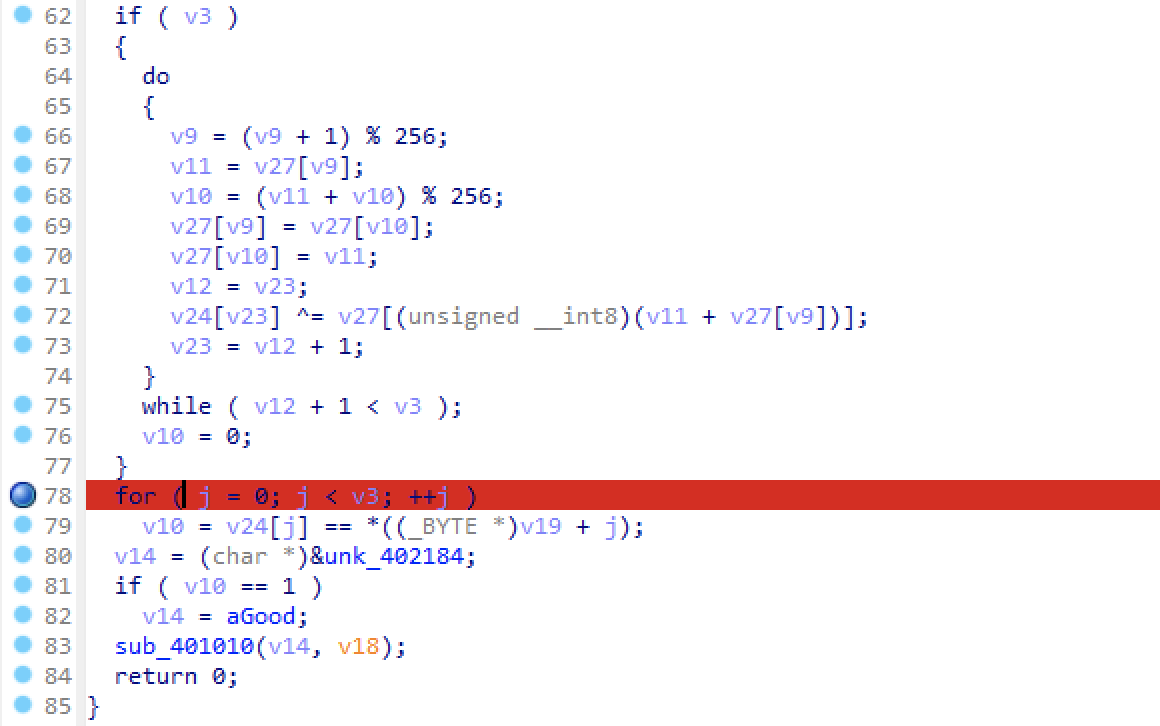 62 if ( v3 )
63 {
64 do
65 {
66 v9 = (v9 + 1) % 256;
67 v11 = v27[v9];
68 v10 = (v11 + v10) % 256;
69 v27[v9] = v27[v10];
70 v27[v10] = v11;
71 v12 = v23;
72 v24[v23] ^= v27[(unsigned __int8)(v11 + v27[v9])];
73 v23 = v12 + 1;
74 }
75 while ( v12 + 1 < v3 );
76 v10 = 0;
77 }
78 for ( j = 0; j < v3; ++j )
79 v10 = v24[j] == *((_BYTE *)v19 + j);
80 v14 = (char *)&unk_402184;
81 if ( v10 == 1 )
82 v14 = aGood;
83 sub_401010(v14, v18);
84 return 0;
85 }